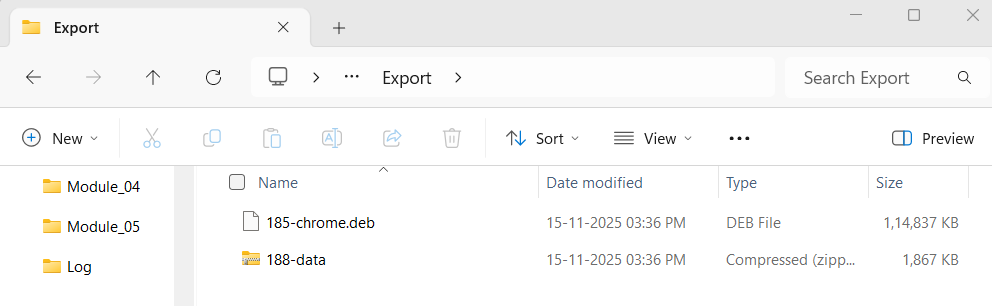 Export
Export
Search Export
New
Sort
View
Preview
Module_04
Module_05
Log
Name Date modified Type Size
185-chrome.deb 15-11-2025 03:36 PM DEB File 1,14,837 KB
188-data 15-11-2025 03:36 PM Compressed (zipp... 1,867 KB